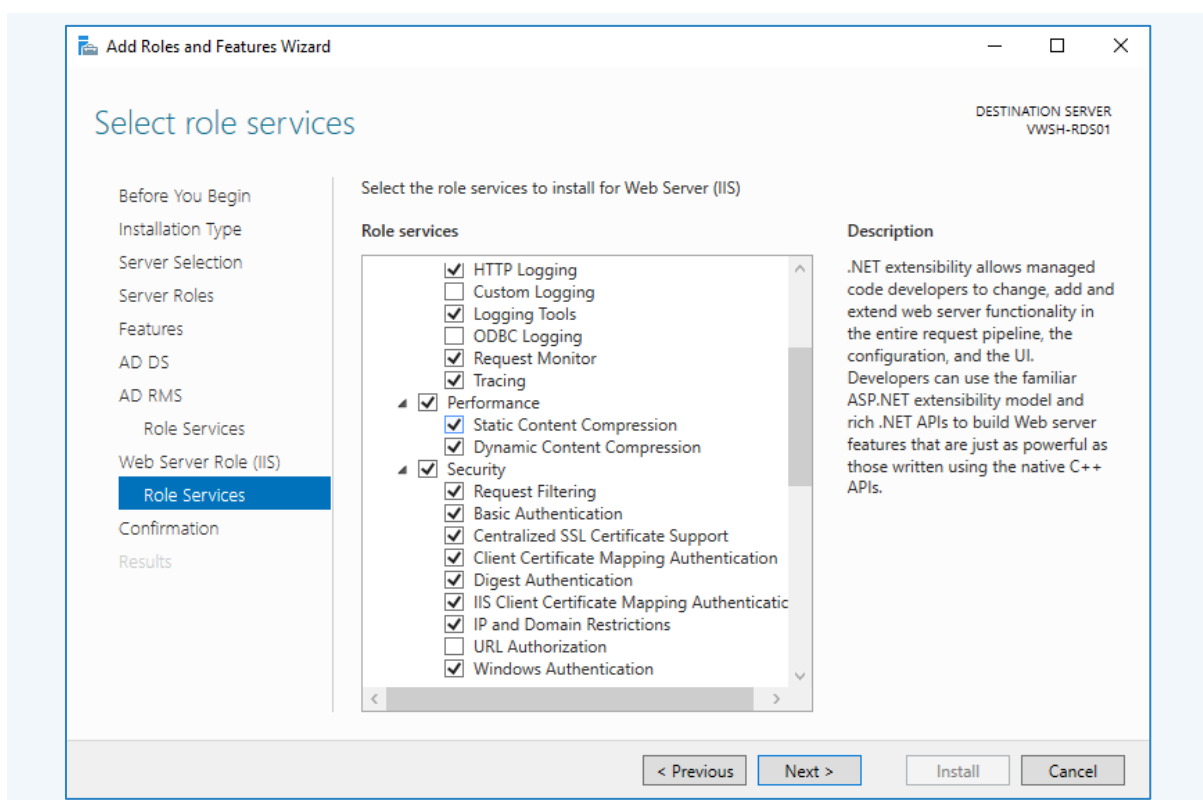 Add Roles and Features Wizard
Select role services
DESTINATION SERVER
VWSH-RDS01
Before You Begin
Installation Type
Server Selection
Server Roles
Features
AD DS
AD RMS
Role Services
Web Server Role (IIS)
Role Services
Confirmation
Results
Select the role services to install for Web Server (IIS)
Role services
HTTP Logging
Custom Logging
Logging Tools
ODBC Logging
Request Monitor
Tracing
Performance
Static Content Compression
Dynamic Content Compression
Security
Request Filtering
Basic Authentication
Centralized SSL Certificate Support
Client Certificate Mapping Authentication
Digest Authentication
IIS Client Certificate Mapping Authenticatic
IP and Domain Restrictions
URL Authorization
Windows Authentication
Description
.NET extensibility allows managed
code developers to change, add and
extend web server functionality in
the entire request pipeline, the
configuration, and the UI.
Developers can use the familiar
ASP.NET extensibility model and
rich .NET APIs to build Web server
features that are just as powerful as
those written using the native C++
APIs.
< Previous
Next >
Install
Cancel